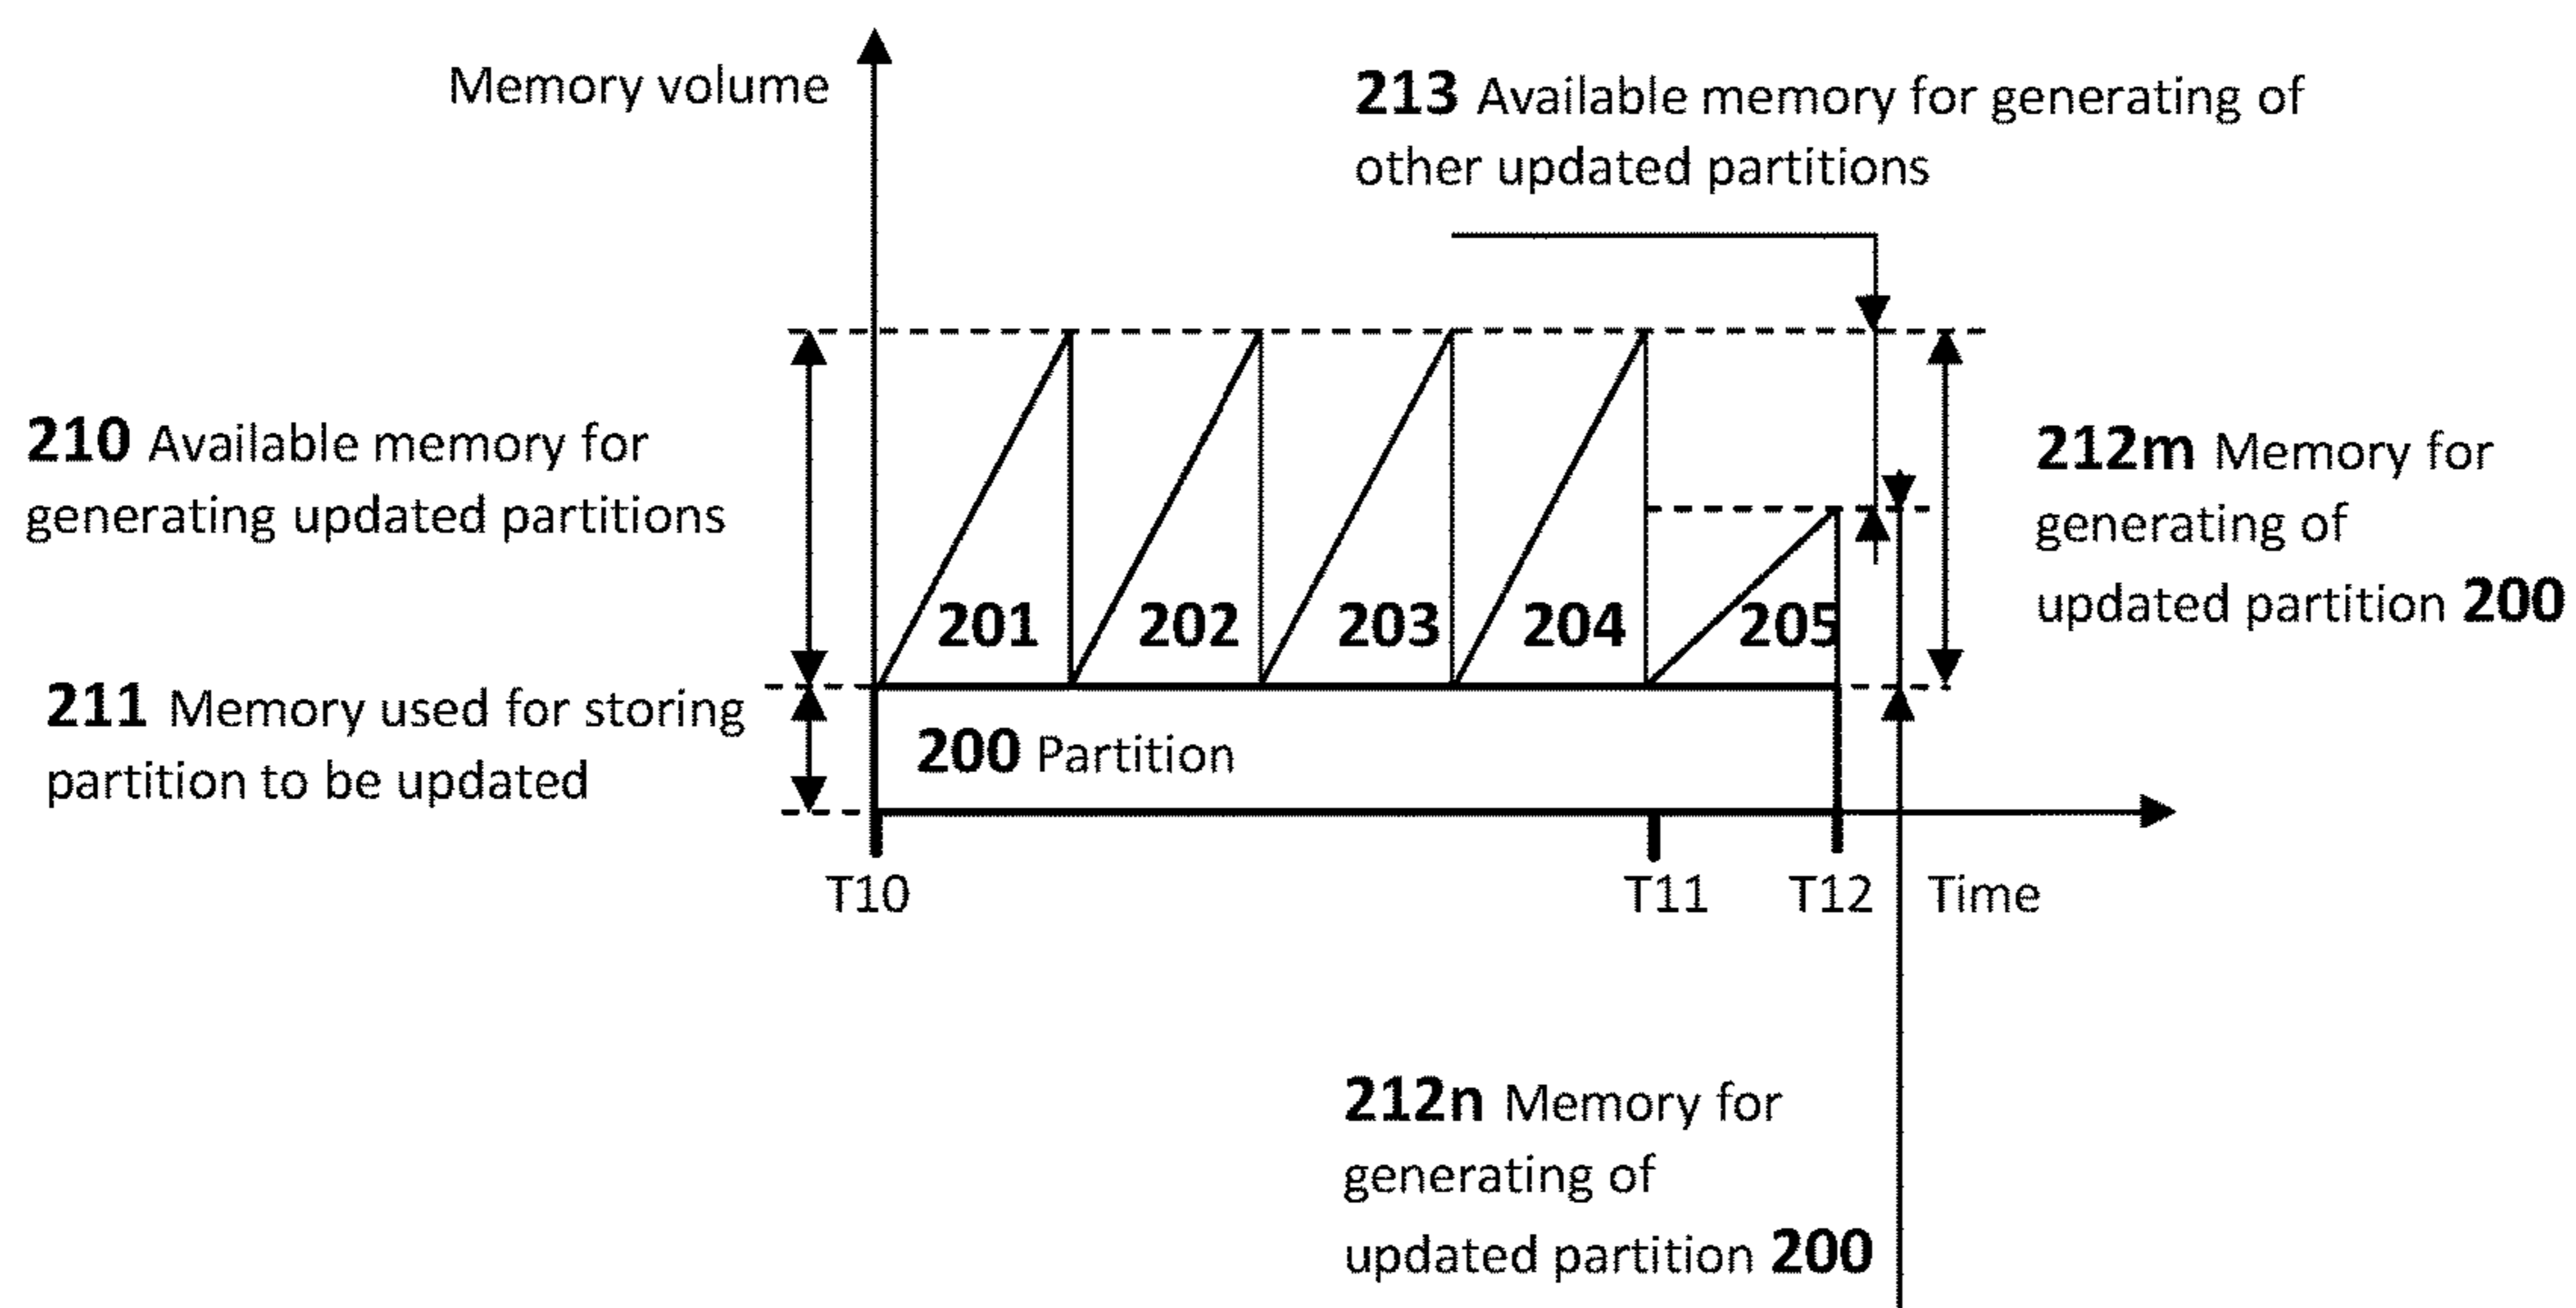 Memory volume
213 Available memory for generating of
other updated partitions
210 Available memory for
generating updated partitions
212m Memory for
generating of
updated partition 200
201
202
203
204
205
211 Memory used for storing
partition to be updated
200 Partition
T10
T11
T12
Time
212n Memory for
generating of
updated partition 200